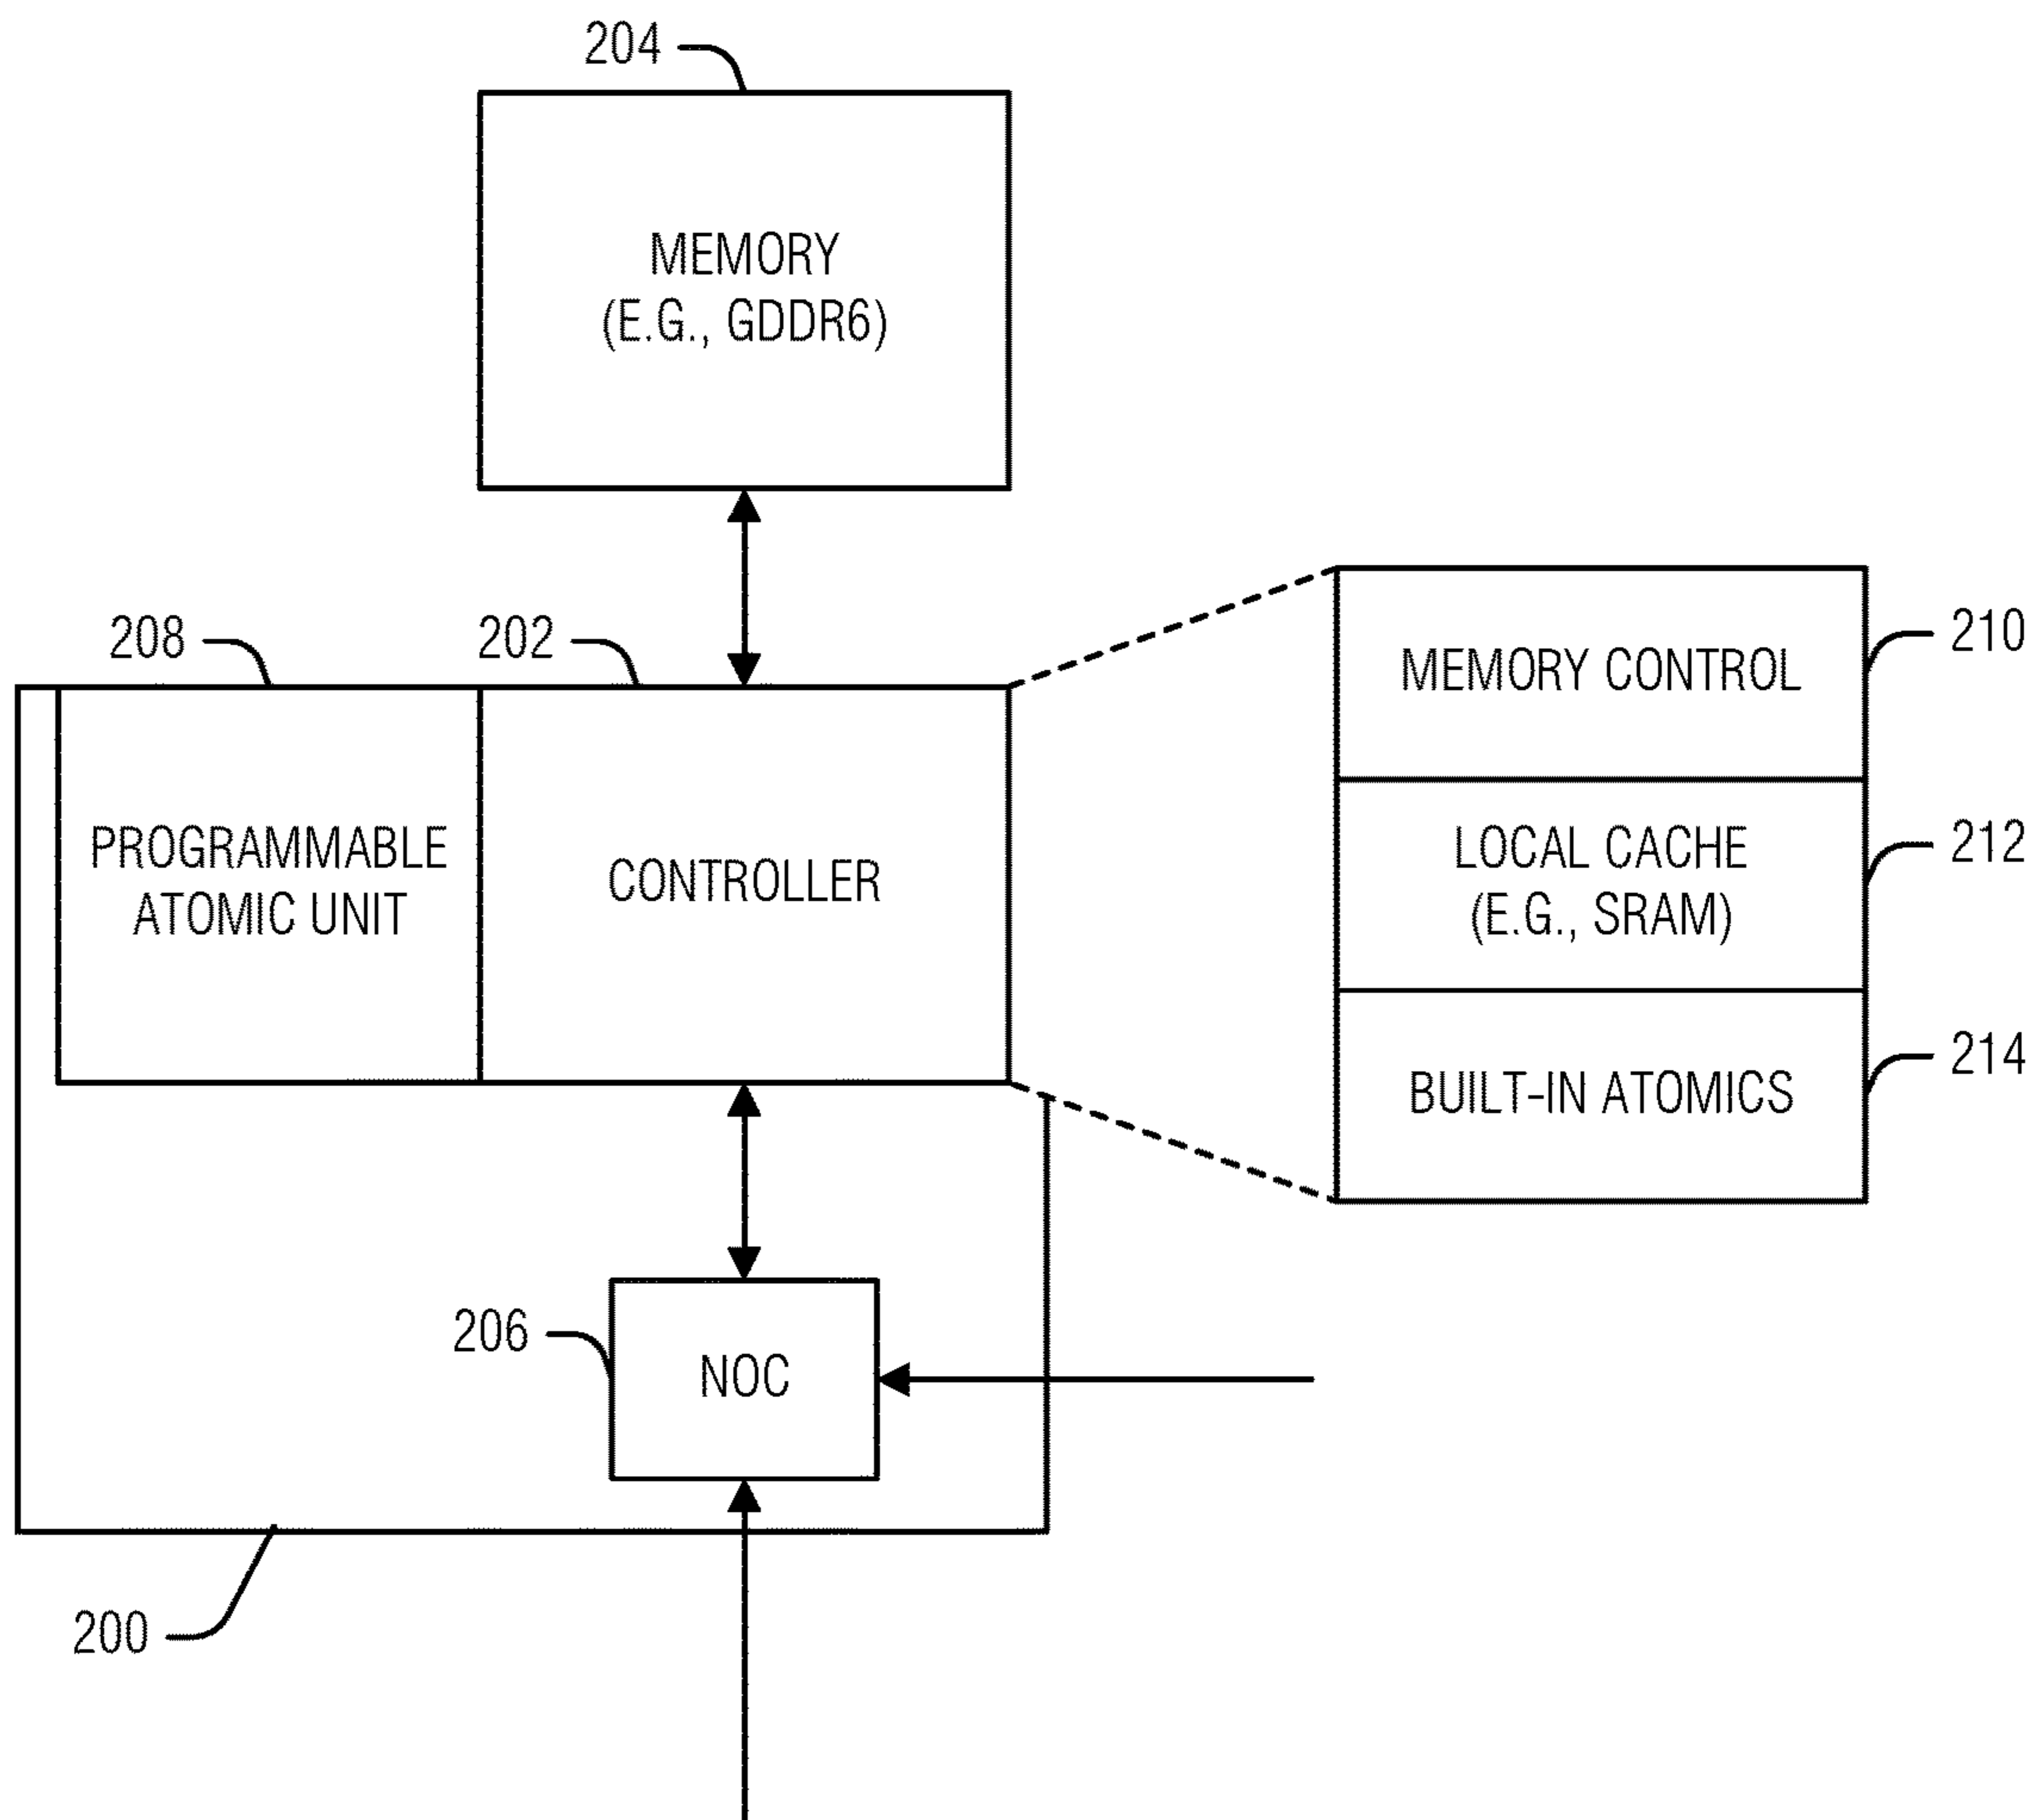 204
MEMORY
(E.G., GDDR6)
208
202
210
MEMORY CONTROL
PROGRAMMABLE
ATOMIC UNIT
CONTROLLER
212
LOCAL CACHE
(E.G., SRAM)
214
BUILT-IN ATOMICS
206
NOC
200